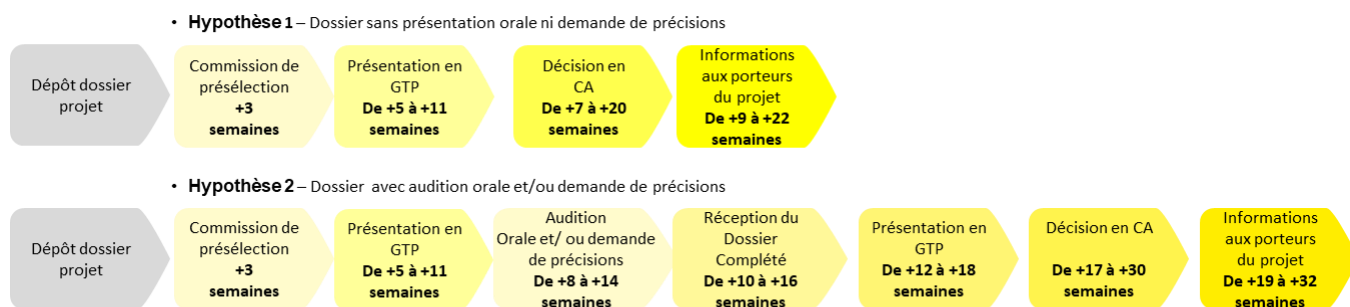 • Hypothèse 1 – Dossier sans présentation orale ni demande de précisions
Dépôt dossier
projet
Commission de
présélection
+3
semaines
Présentation en
GTP
De +5 à +11
semaines
Décision en
CA
De +7 à +20
semaines
Informations
aux porteurs
du projet
De +9 à +22
semaines
• Hypothèse 2 – Dossier avec audition orale et/ou demande de précisions
Dépôt dossier
projet
Commission de
présélection
+3
semaines
Présentation en
GTP
De +5 à +11
semaines
Audition
Orale et/ ou demande
de précisions
De +8 à +14
semaines
Réception du
Dossier
Complété
De +10 à +16
semaines
Présentation en
GTP
De +12 à +18
semaines
Décision en CA
De +17 à +30
semaines
Informations
aux porteurs
du projet
De +19 à +32
semaines